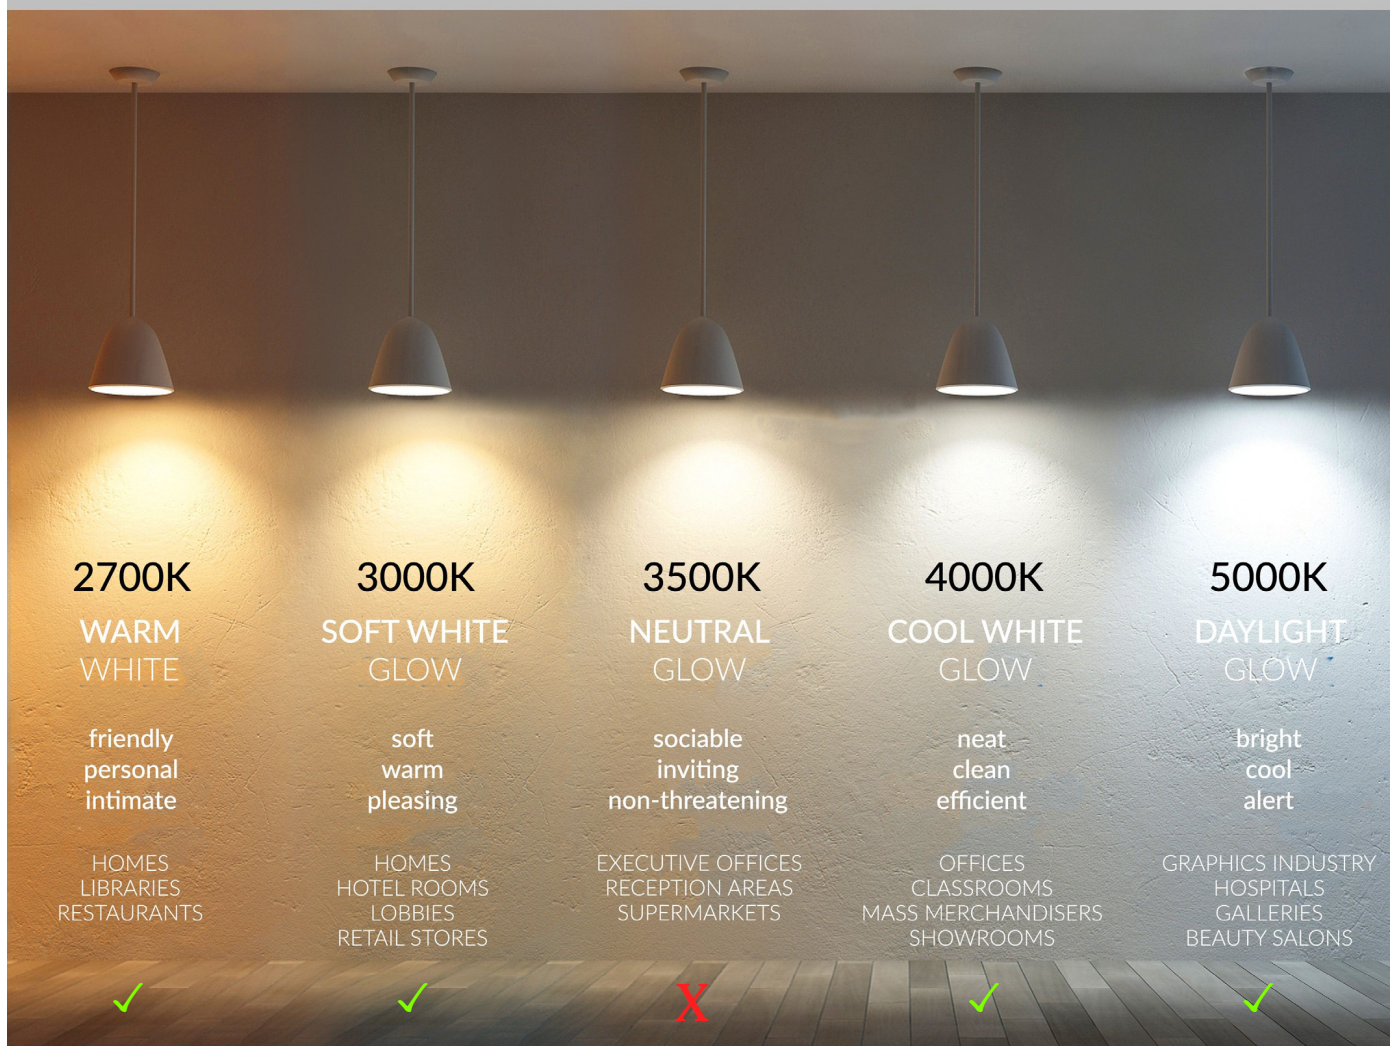 2700K
WARM
WHITE
friendly
personal
intimate
HOMES
LIBRARIES
RESTAURANTS
✓
3000K
SOFT WHITE
GLOW
soft
warm
pleasing
HOMES
HOTEL ROOMS
LOBBIES
RETAIL STORES
✓
3500K
NEUTRAL
GLOW
sociable
inviting
non-threatening
EXECUTIVE OFFICES
RECEPTION AREAS
SUPERMARKETS
X
4000K
COOL WHITE
GLOW
neat
clean
efficient
OFFICES
CLASSROOMS
MASS MERCHANDISERS
SHOWROOMS
✓
5000K
DAYLIGHT
GLOW
bright
cool
alert
GRAPHICS INDUSTRY
HOSPITALS
GALLERIES
BEAUTY SALONS
✓